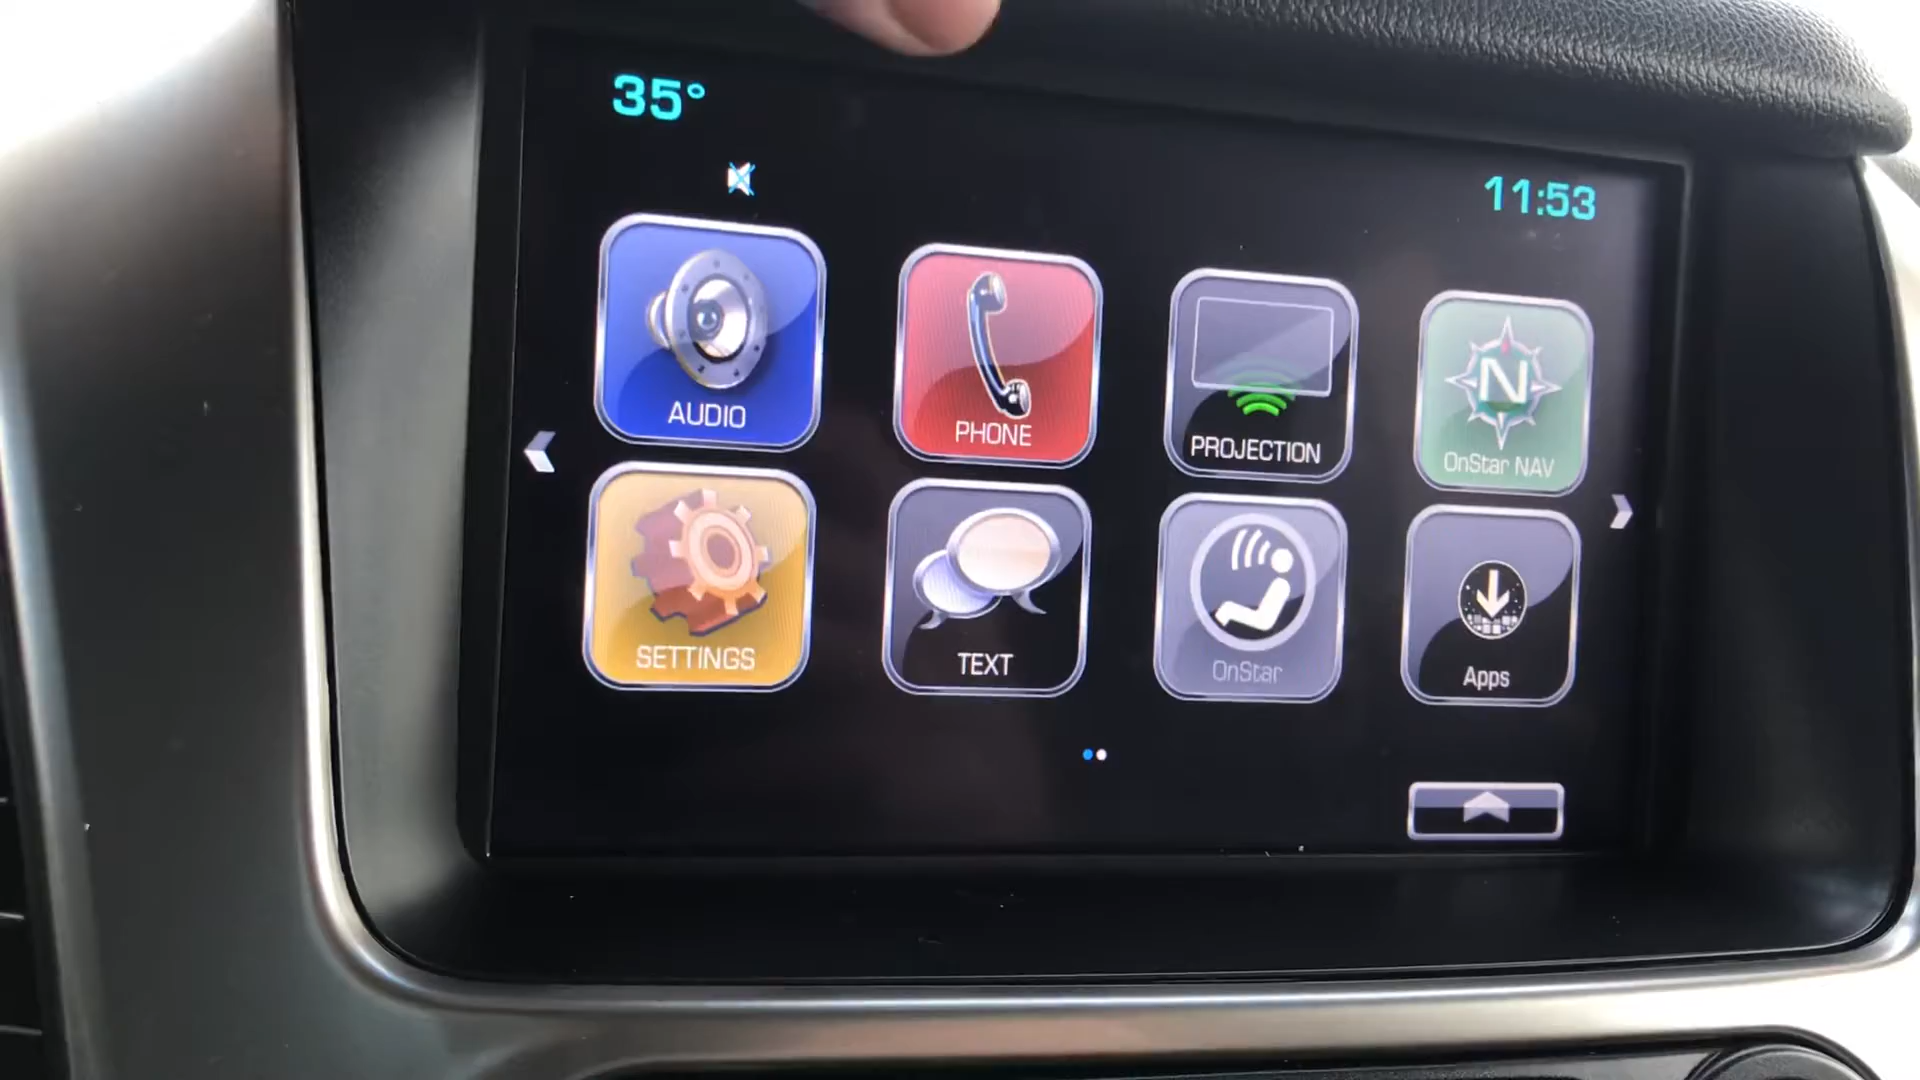 35°
11:53
AUDIO
PHONE
PROJECTION
N
OnStar NAV
SETTINGS
TEXT
OnStar
Apps